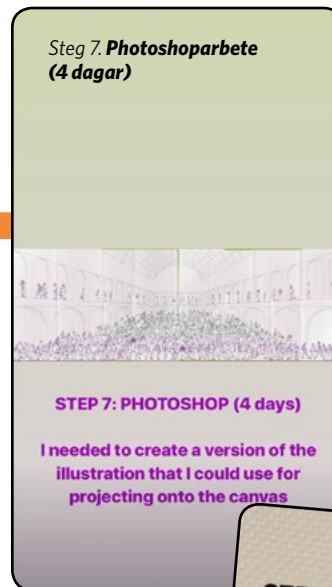 Steg 7. Photoshoparbete
(4 dagar)
STEP 7: PHOTOSHOP (4 days)
I needed to create a version of the
illustration that I could use for
projecting onto the canvas